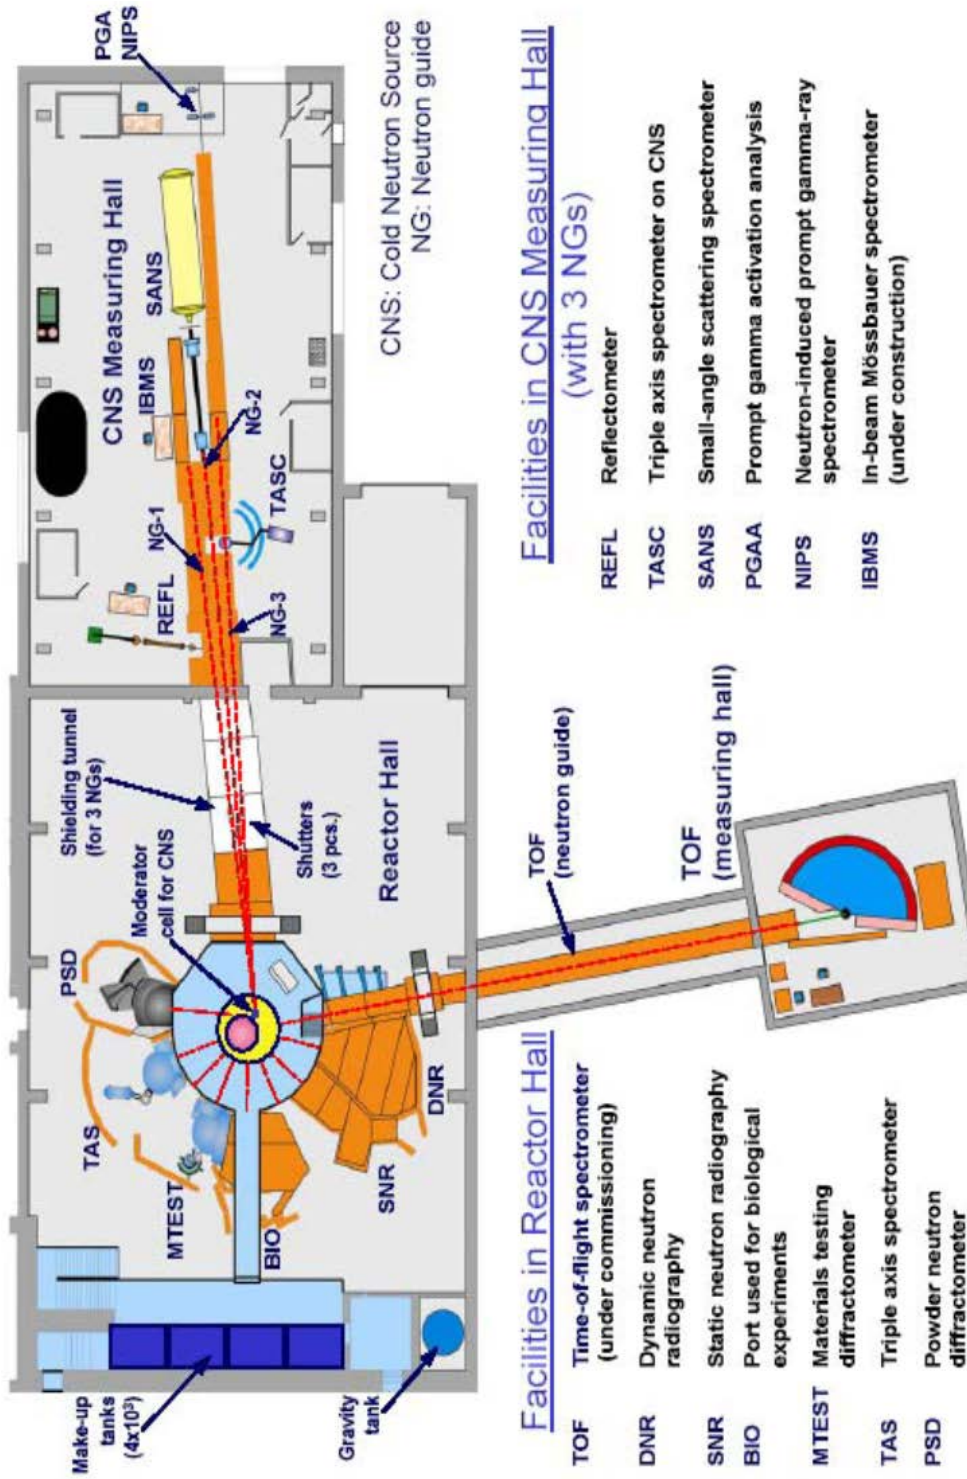 Make-up
tanks
(4x10³)
Gravity
tank
MTEST
TAS
PSD
BIO
SNR
DNR
Moderator
cell for CNS
Shielding tunnel
(for 3 NGs)
Shutters
(3 pcs.)
Reactor Hall
TOF
(neutron guide)
TOF
(measuring hall)
REFL
NG-1
NG-3
IBMS
NG-2
TASC
SANS
CNS Measuring Hall
PGA
NIPS
CNS: Cold Neutron Source
NG: Neutron guide
Facilities in Reactor Hall
TOF Time-of-flight spectrometer
(under commissioning)
DNR Dynamic neutron
radiography
SNR Static neutron radiography
BIO Port used for biological
experiments
MTEST Materials testing
diffractometer
TAS Triple axis spectrometer
PSD Powder neutron
diffractometer
Facilities in CNS Measuring Hall
(with 3 NGs)
REFL Reflectometer
TASC Triple axis spectrometer on CNS
SANS Small-angle scattering spectrometer
PGAA Prompt gamma activation analysis
NIPS Neutron-induced prompt gamma-ray
spectrometer
IBMS In-beam Mössbauer spectrometer
(under construction)